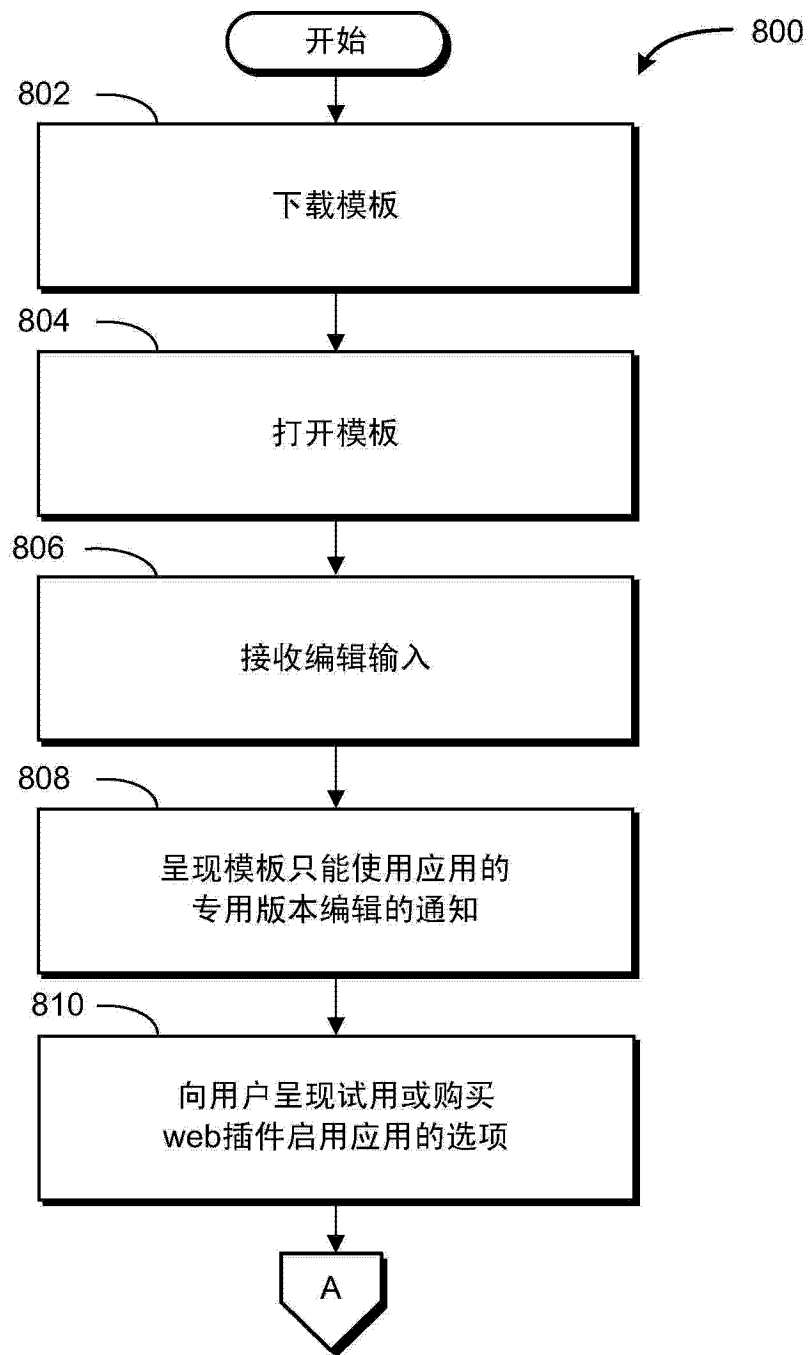 开始
800
802
下载模板
804
打开模板
806
接收编辑输入
808
呈现模板只能使用应用的
专用版本编辑的通知
810
向用户呈现试用或购买
web插件启用应用的选项
A